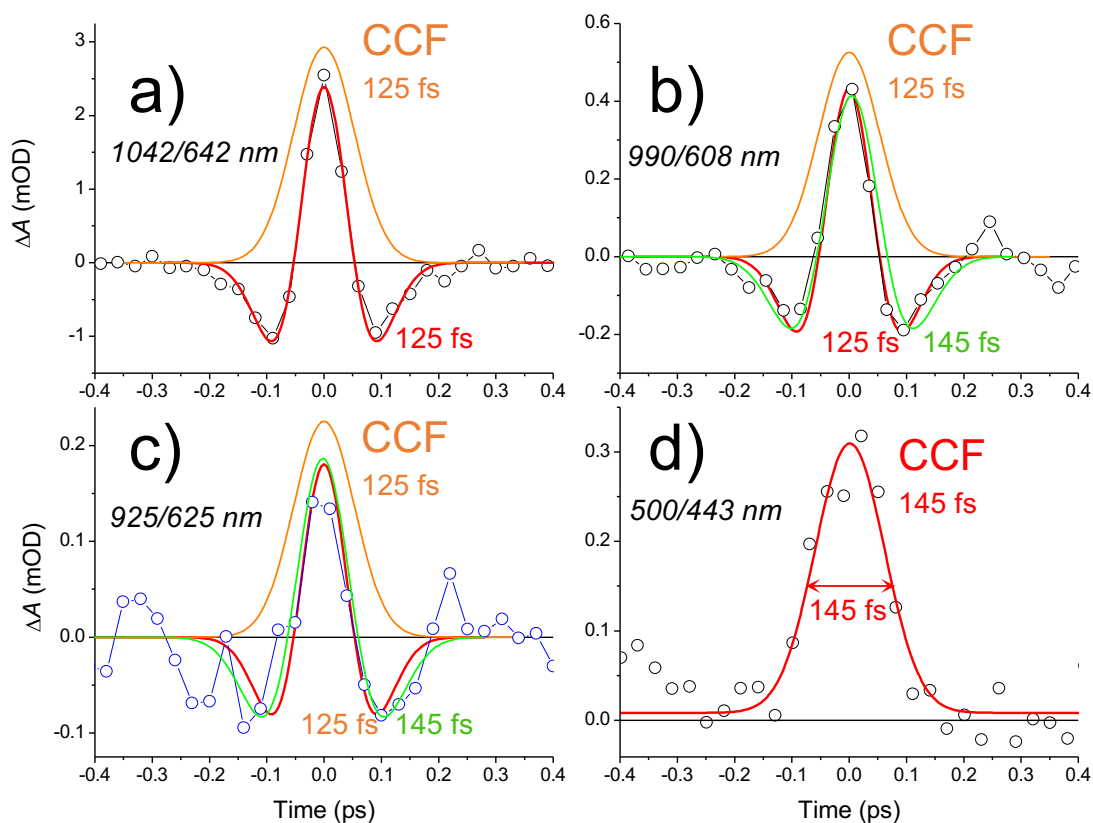 a)
1042/642 nm
CCF
125 fs
125 fs
ΔA (mOD)
3
2
1
0
-1
-0.4 -0.3 -0.2 -0.1 0.0 0.1 0.2 0.3 0.4
b)
990/608 nm
CCF
125 fs
125 fs 145 fs
0.6
0.4
0.2
0.0
-0.2
-0.4 -0.3 -0.2 -0.1 0.0 0.1 0.2 0.3 0.4
c)
925/625 nm
CCF
125 fs
125 fs 145 fs
ΔA (mOD)
0.2
0.1
0.0
-0.1
-0.4 -0.3 -0.2 -0.1 0.0 0.1 0.2 0.3 0.4
Time (ps)
d)
500/443 nm
CCF
145 fs
145 fs
0.3
0.2
0.1
0.0
-0.4 -0.3 -0.2 -0.1 0.0 0.1 0.2 0.3 0.4
Time (ps)